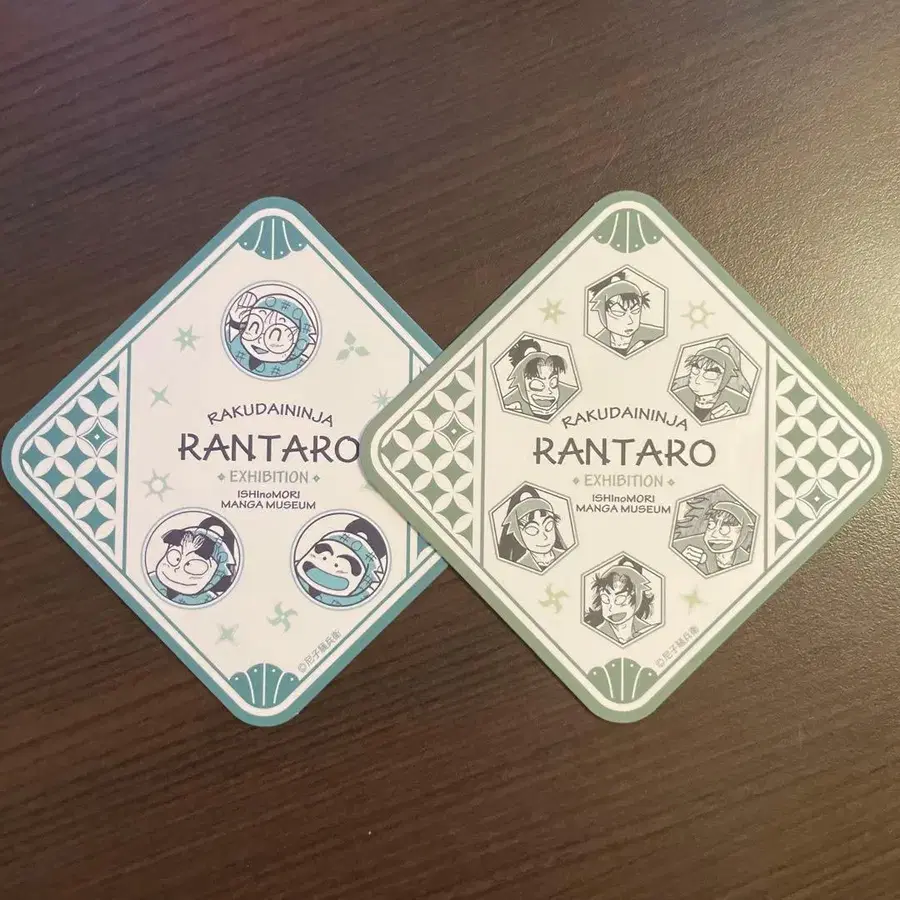 RAKUDAININJA
RANTARO
EXHIBITION
ISHInoMORI
MANGA MUSEUM
©尼子騒兵衛
RAKUDAININJA
RANTARO
EXHIBITION
ISHInoMORI
MANGA MUSEUM
©尼子騒兵衛